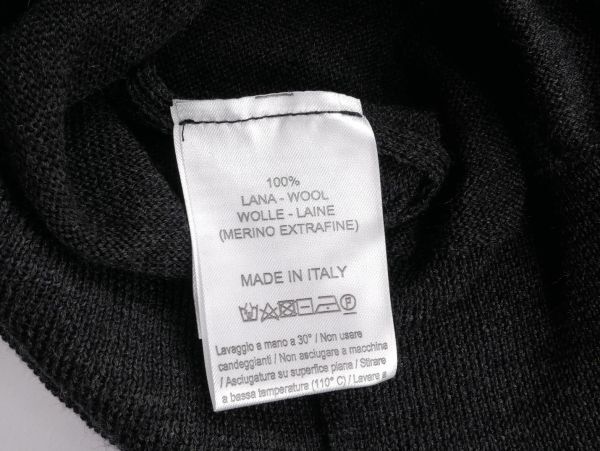 100%
LANA - WOOL
WOLLE - LAINE
(MERINO EXTRAFINE)
MADE IN ITALY
P
Lavaggio a mano a 30° / Non usare
candeggianti / Non asciugare a macchina
/ Asciugatura su superfice piana / Stirare
a bassa temperatura (110° C) / Lavare a